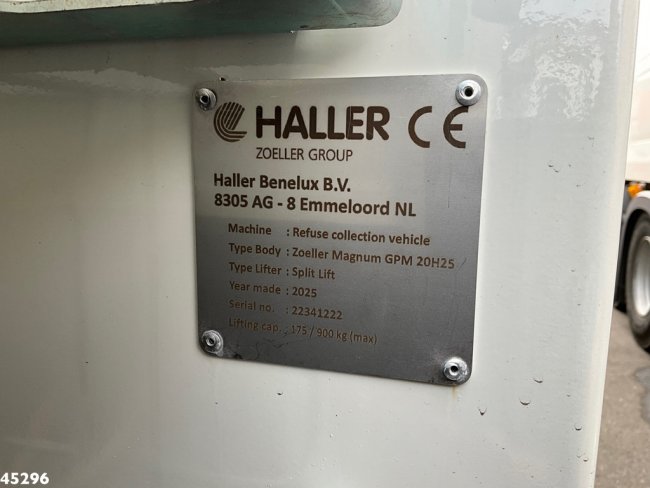 HALLER CE
ZOELLER GROUP
Haller Benelux B.V.
8305 AG - 8 Emmeloord NL
Machine : Refuse collection vehicle
Type Body : Zoeller Magnum GPM 20H25
Type Lifter : Split Lift
Year made : 2025
Serial no. : 22341222
Lifting cap. : 175 / 900 kg (max)
45296